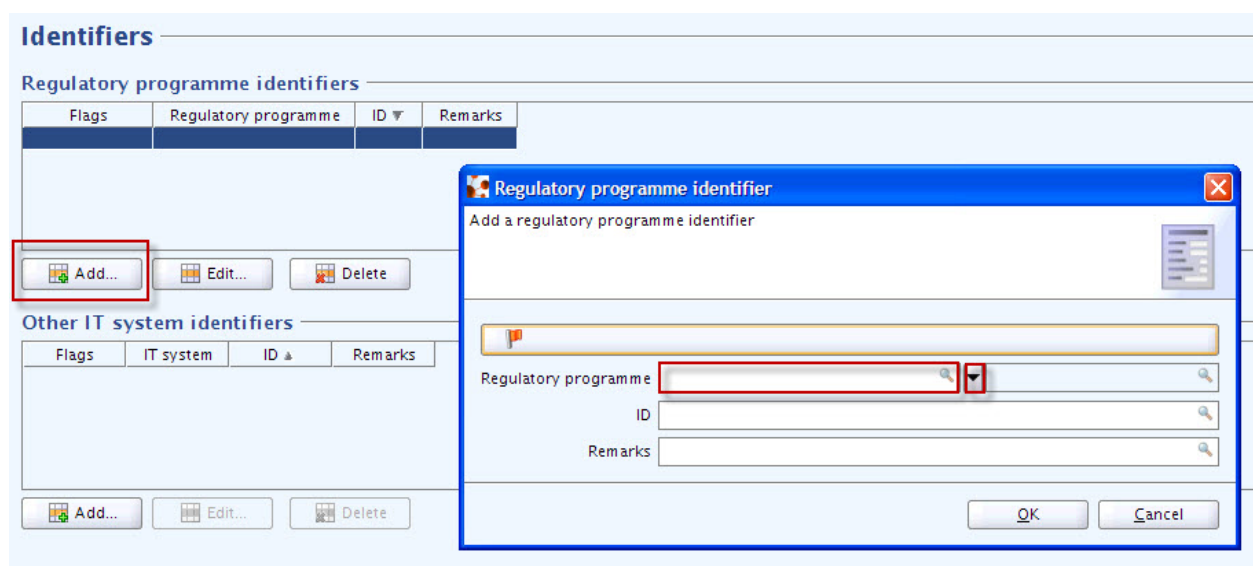 Identifiers
Regulatory programme identifiers
Flags Regulatory programme ID Remarks
Add... Edit... Delete
Other IT system identifiers
Flags IT system ID Remarks
Add... Edit... Delete
Regulatory programme identifier
Add a regulatory programme identifier
Regulatory programme
ID
Remarks
OK Cancel